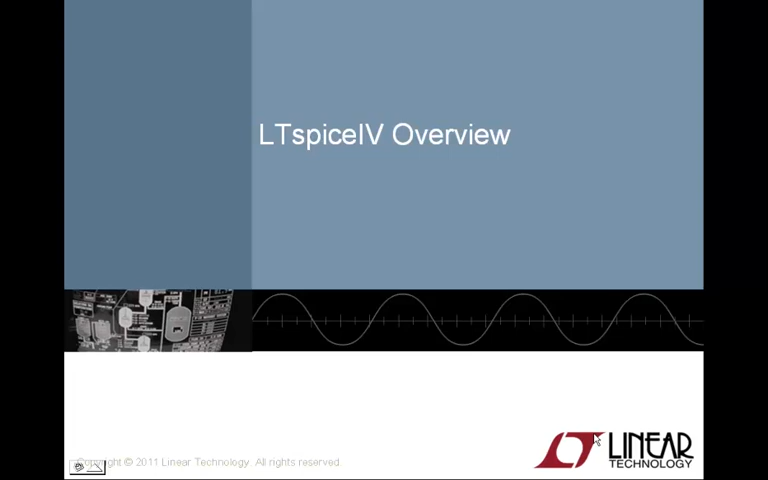 LTspiceIV Overview
LINEAR
TECHNOLOGY
Copyright © 2011 Linear Technology. All rights reserved.